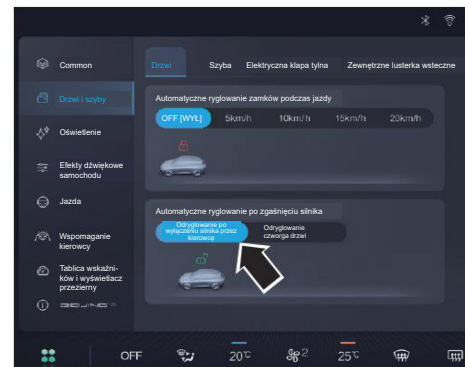 Common
Drzwi i szyby
Oświetlenie
Efekty dźwiękowe
samochodu
Jazda
Wspomaganie
kierowcy
Tablica wskaźni-
ków i wyświetlacz
przezierny
Drzwi
Szyba
Elektryczna klapa tylna
Zewnętrzne lusterka wsteczne
Automatyczne ryglowanie zamków podczas jazdy
OFF [WYŁ]
5km/h
10km/h
15km/h
20km/h
Automatyczne ryglowanie po zgaśnięciu silnika
Odryglowanie po
wyłączeniu silnika przez
kierowcę
Odryglowanie
czworga drzwi
OFF
20°C
2
25°C